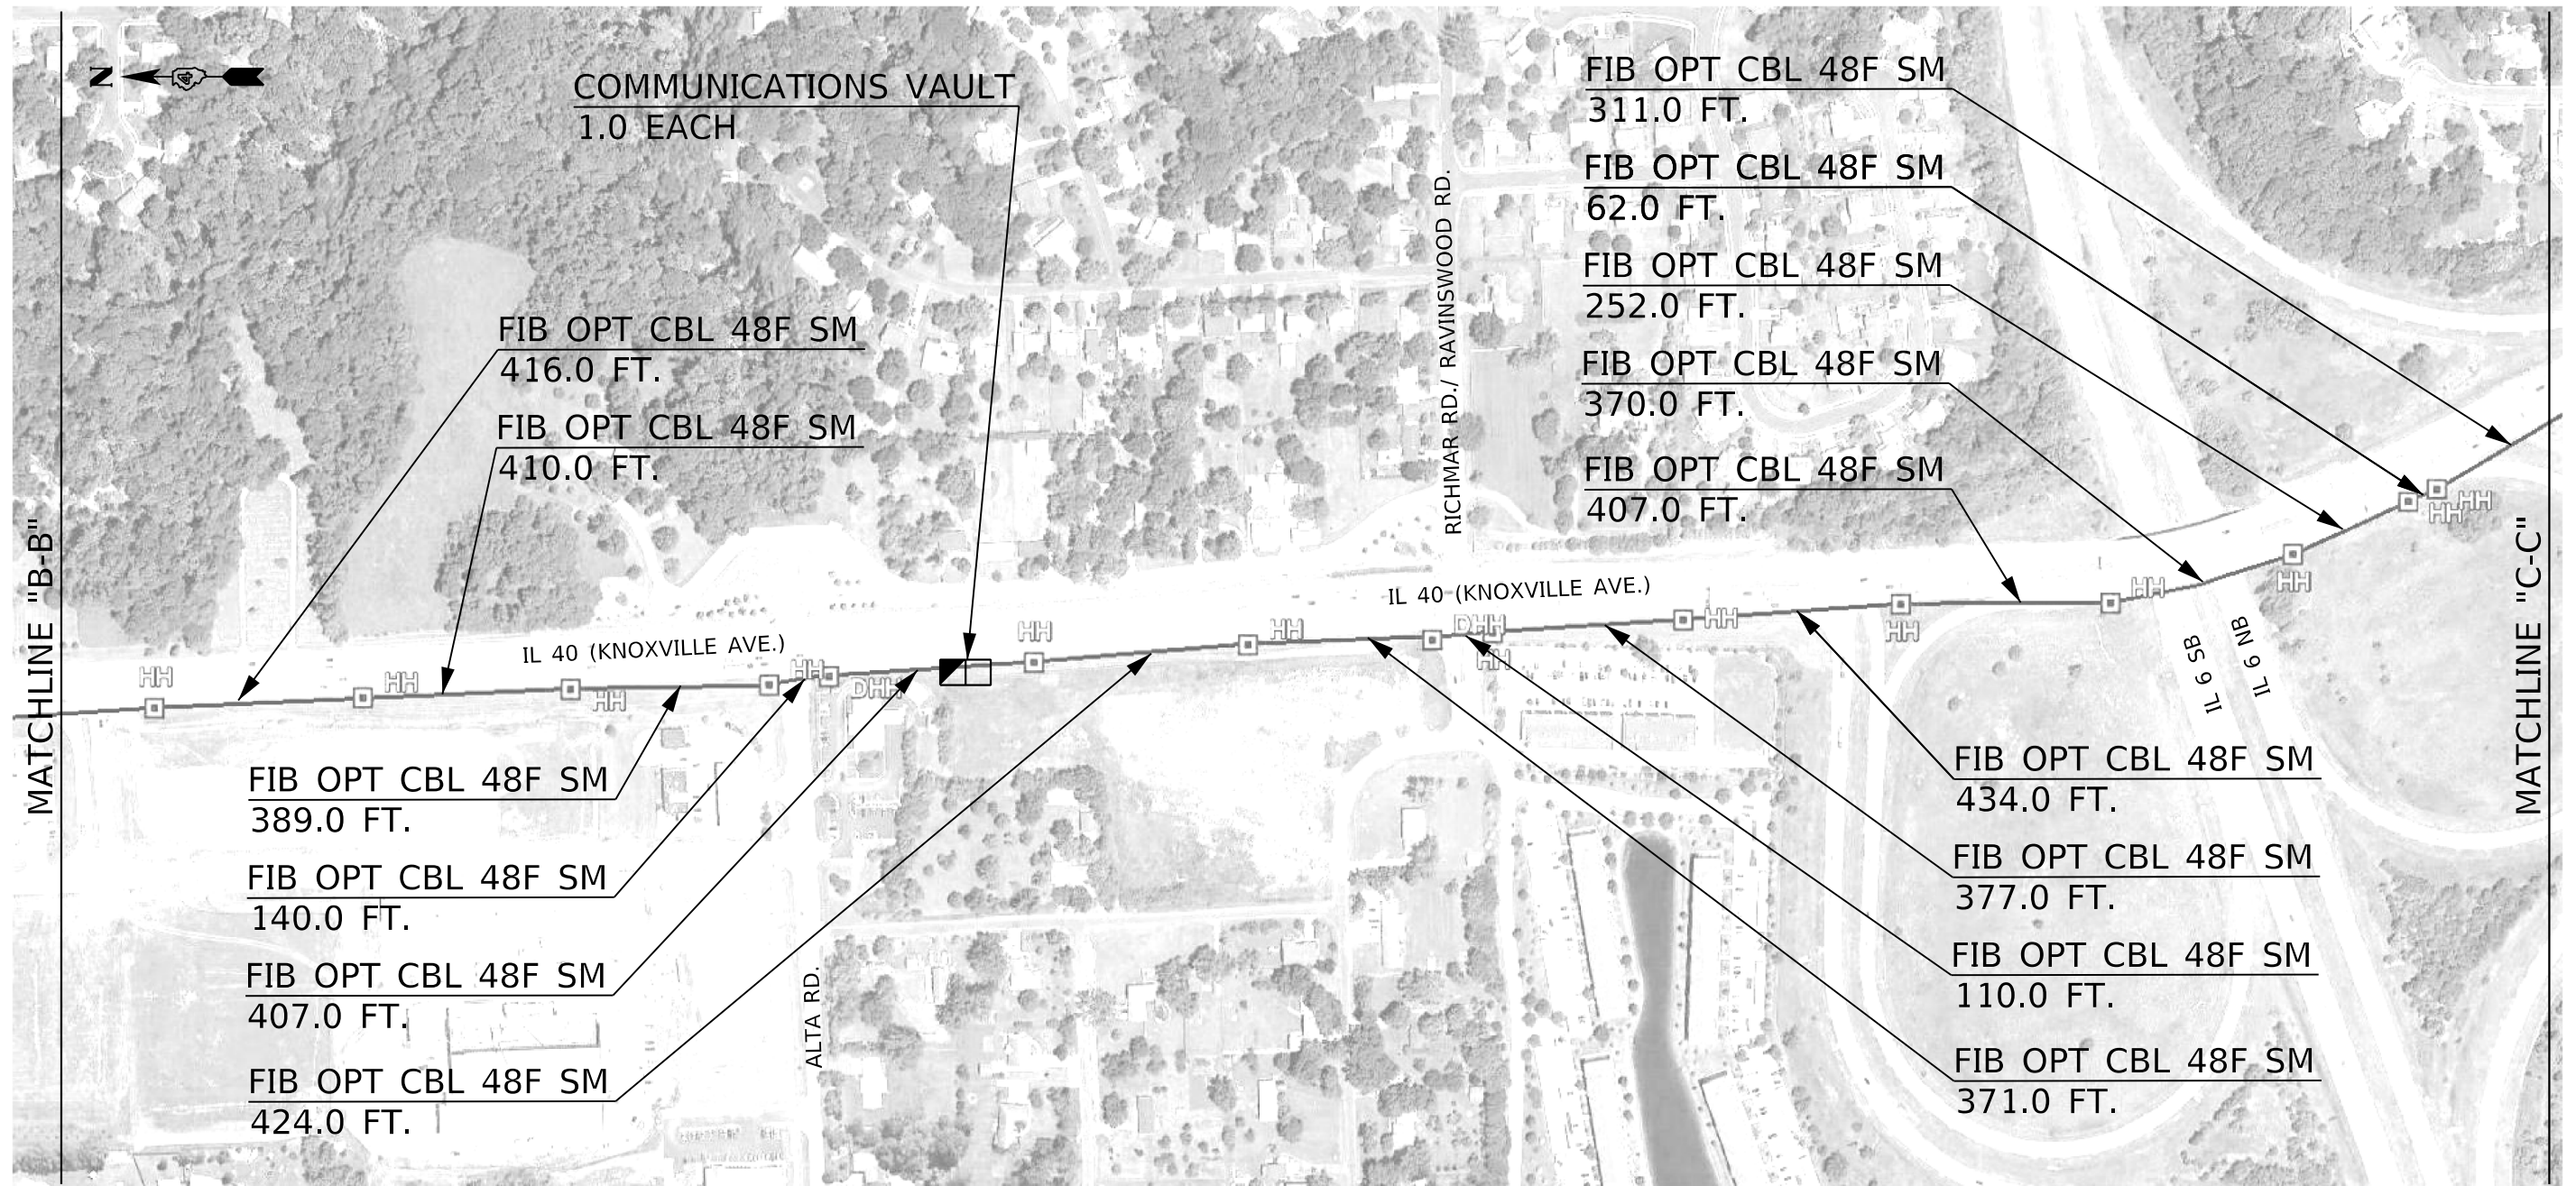 N
COMMUNICATIONS VAULT
1.0 EACH
FIB OPT CBL 48F SM
311.0 FT.
FIB OPT CBL 48F SM
62.0 FT.
FIB OPT CBL 48F SM
252.0 FT.
FIB OPT CBL 48F SM
370.0 FT.
FIB OPT CBL 48F SM
407.0 FT.
FIB OPT CBL 48F SM
416.0 FT.
FIB OPT CBL 48F SM
410.0 FT.
RICHMAR RD./ RAVINSWOOD RD.
MATCHLINE "B-B"
MATCHLINE "C-C"
IL 40 (KNOXVILLE AVE.)
IL 40 (KNOXVILLE AVE.)
HH
HH
HH
HH
DHH
HH
HH
DHH
HH
HH
HH
HH
HH
HH
HH
IL 6 SB
IL 6 NB
FIB OPT CBL 48F SM
389.0 FT.
FIB OPT CBL 48F SM
140.0 FT.
FIB OPT CBL 48F SM
407.0 FT.
FIB OPT CBL 48F SM
424.0 FT.
ALTA RD.
FIB OPT CBL 48F SM
434.0 FT.
FIB OPT CBL 48F SM
377.0 FT.
FIB OPT CBL 48F SM
110.0 FT.
FIB OPT CBL 48F SM
371.0 FT.